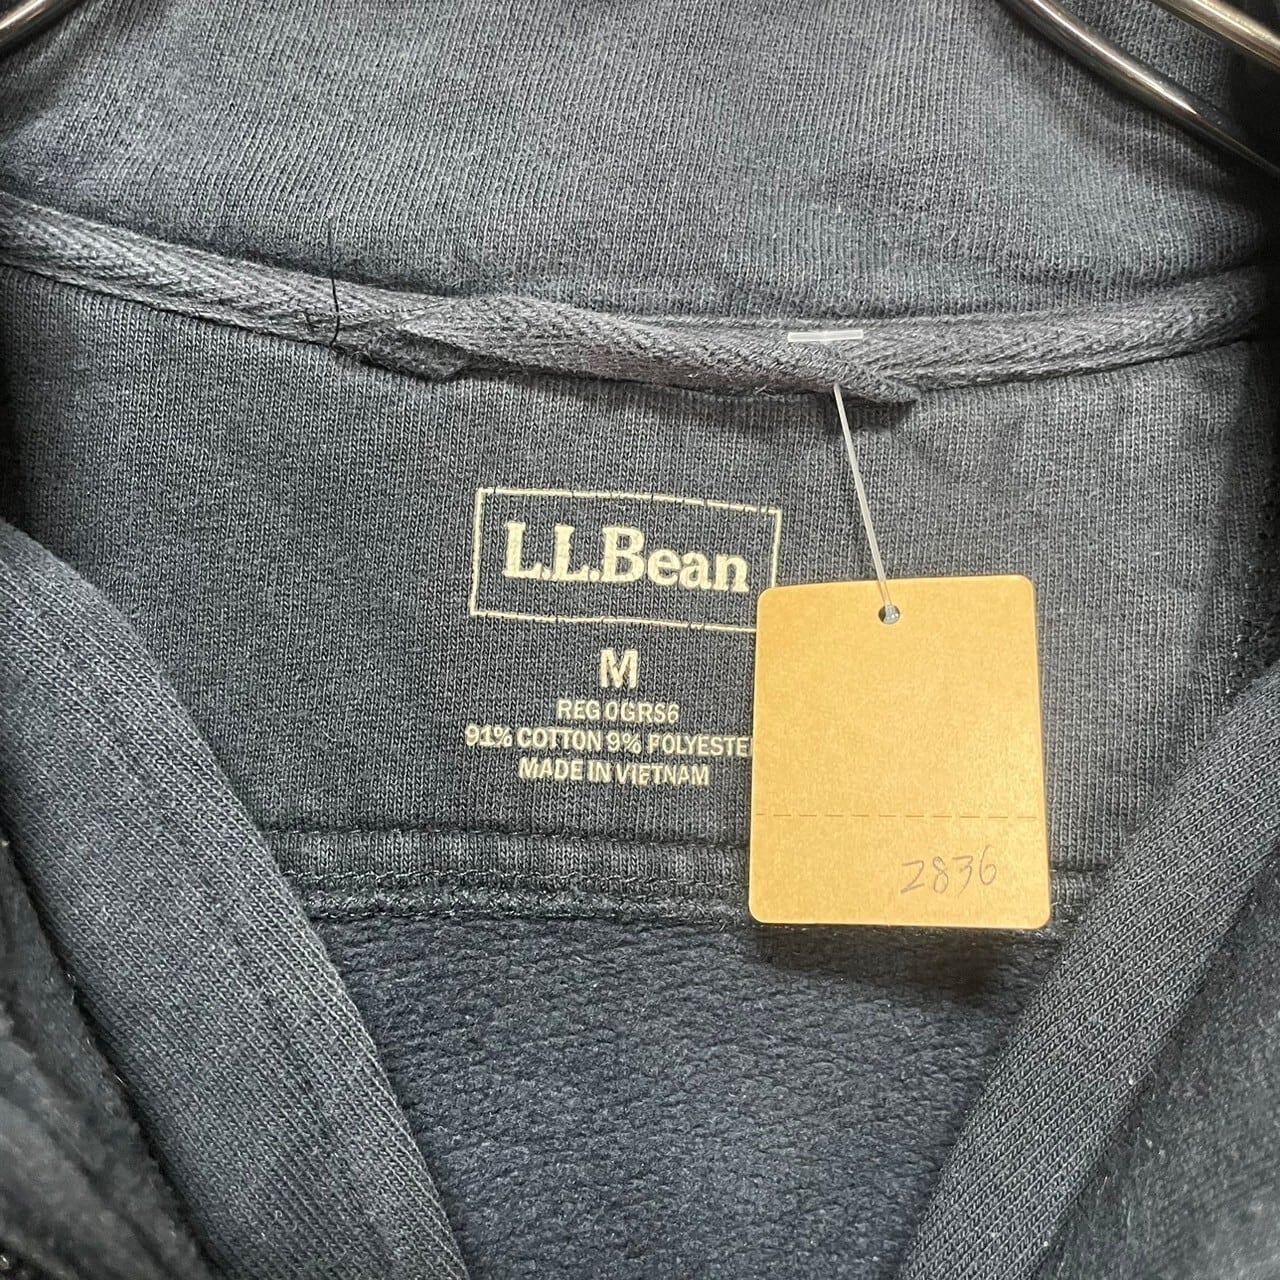 L.L.Bean
M
REG 0GRS6
91% COTTON 9% POLYESTE
MADE IN VIETNAM
2836